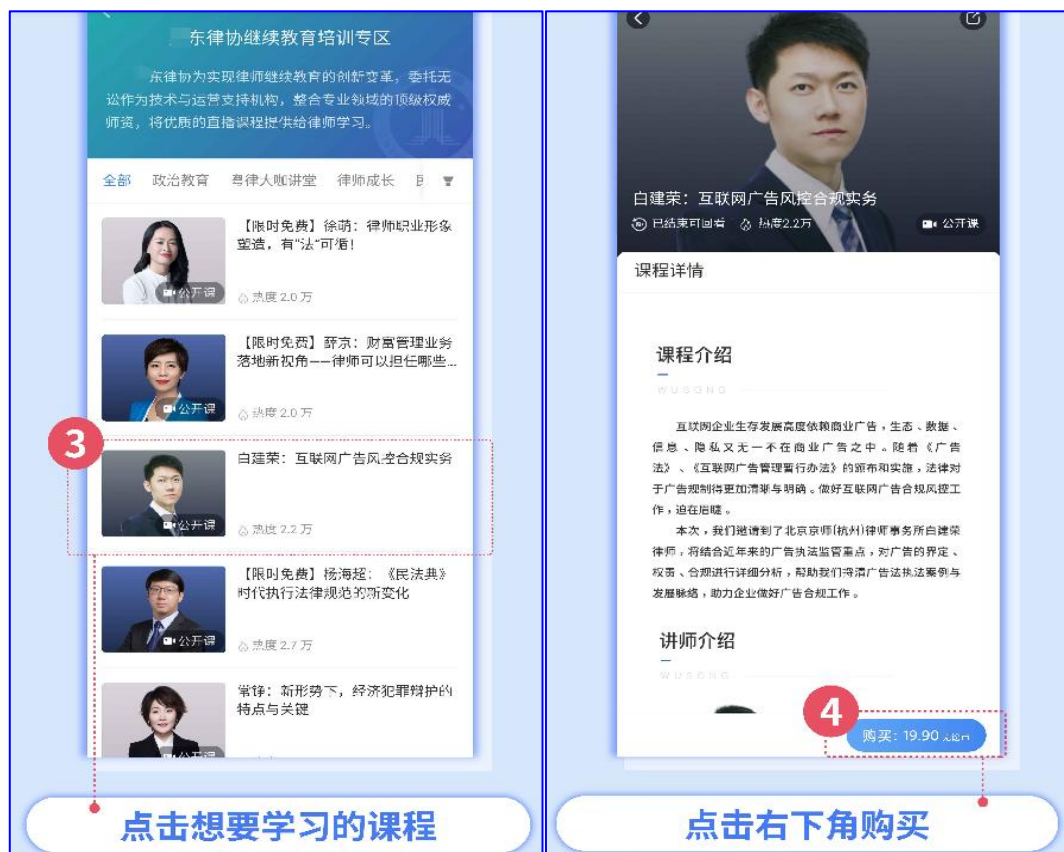 东律协继续教育培训专区
东律协为实现律师继续教育的创新变革，委托无
讼作为技术与运营支持机构，整合专业领域的顶级权威
师资，将优质的直播课程提供给律师学习。
全部 政治教育 粤律大咖讲堂 律师成长
【限时免费】徐萌：律师职业形象
塑造，有“法”可循！
公开课
热度 2.0 万
【限时免费】薛京：财富管理业务
落地新视角——律师可以担任哪些...
公开课
热度 2.0 万
3
白建荣：互联网广告风控合规实务
公开课
热度 2.2 万
【限时免费】杨海超：《民法典》
时代执行法律规范的新变化
公开课
热度 2.7 万
常铮：新形势下，经济犯罪辩护的
特点与关键
公开课
点击想要学习的课程
白建荣：互联网广告风控合规实务
已结束可回看 热度2.2万 公开课
课程详情
课程介绍
WUSONG
互联网企业生存发展高度依赖商业广告，生态、数据、
信息、隐私又无一不在商业广告之中。随着《广告
法》、《互联网广告管理暂行办法》的颁布和实施，法律对
于广告规制得更加清晰与明确。做好互联网广告合规风控工
作，迫在眉睫。
本次，我们邀请到了北京京师(杭州)律师事务所白建荣
律师，将结合近年来的广告执法监管重点，对广告的界定、
权责、合规进行详细分析，帮助我们捋清广告法执法案例与
发展脉络，助力企业做好广告合规工作。
讲师介绍
WUSONG
4
购买：19.90
点击右下角购买